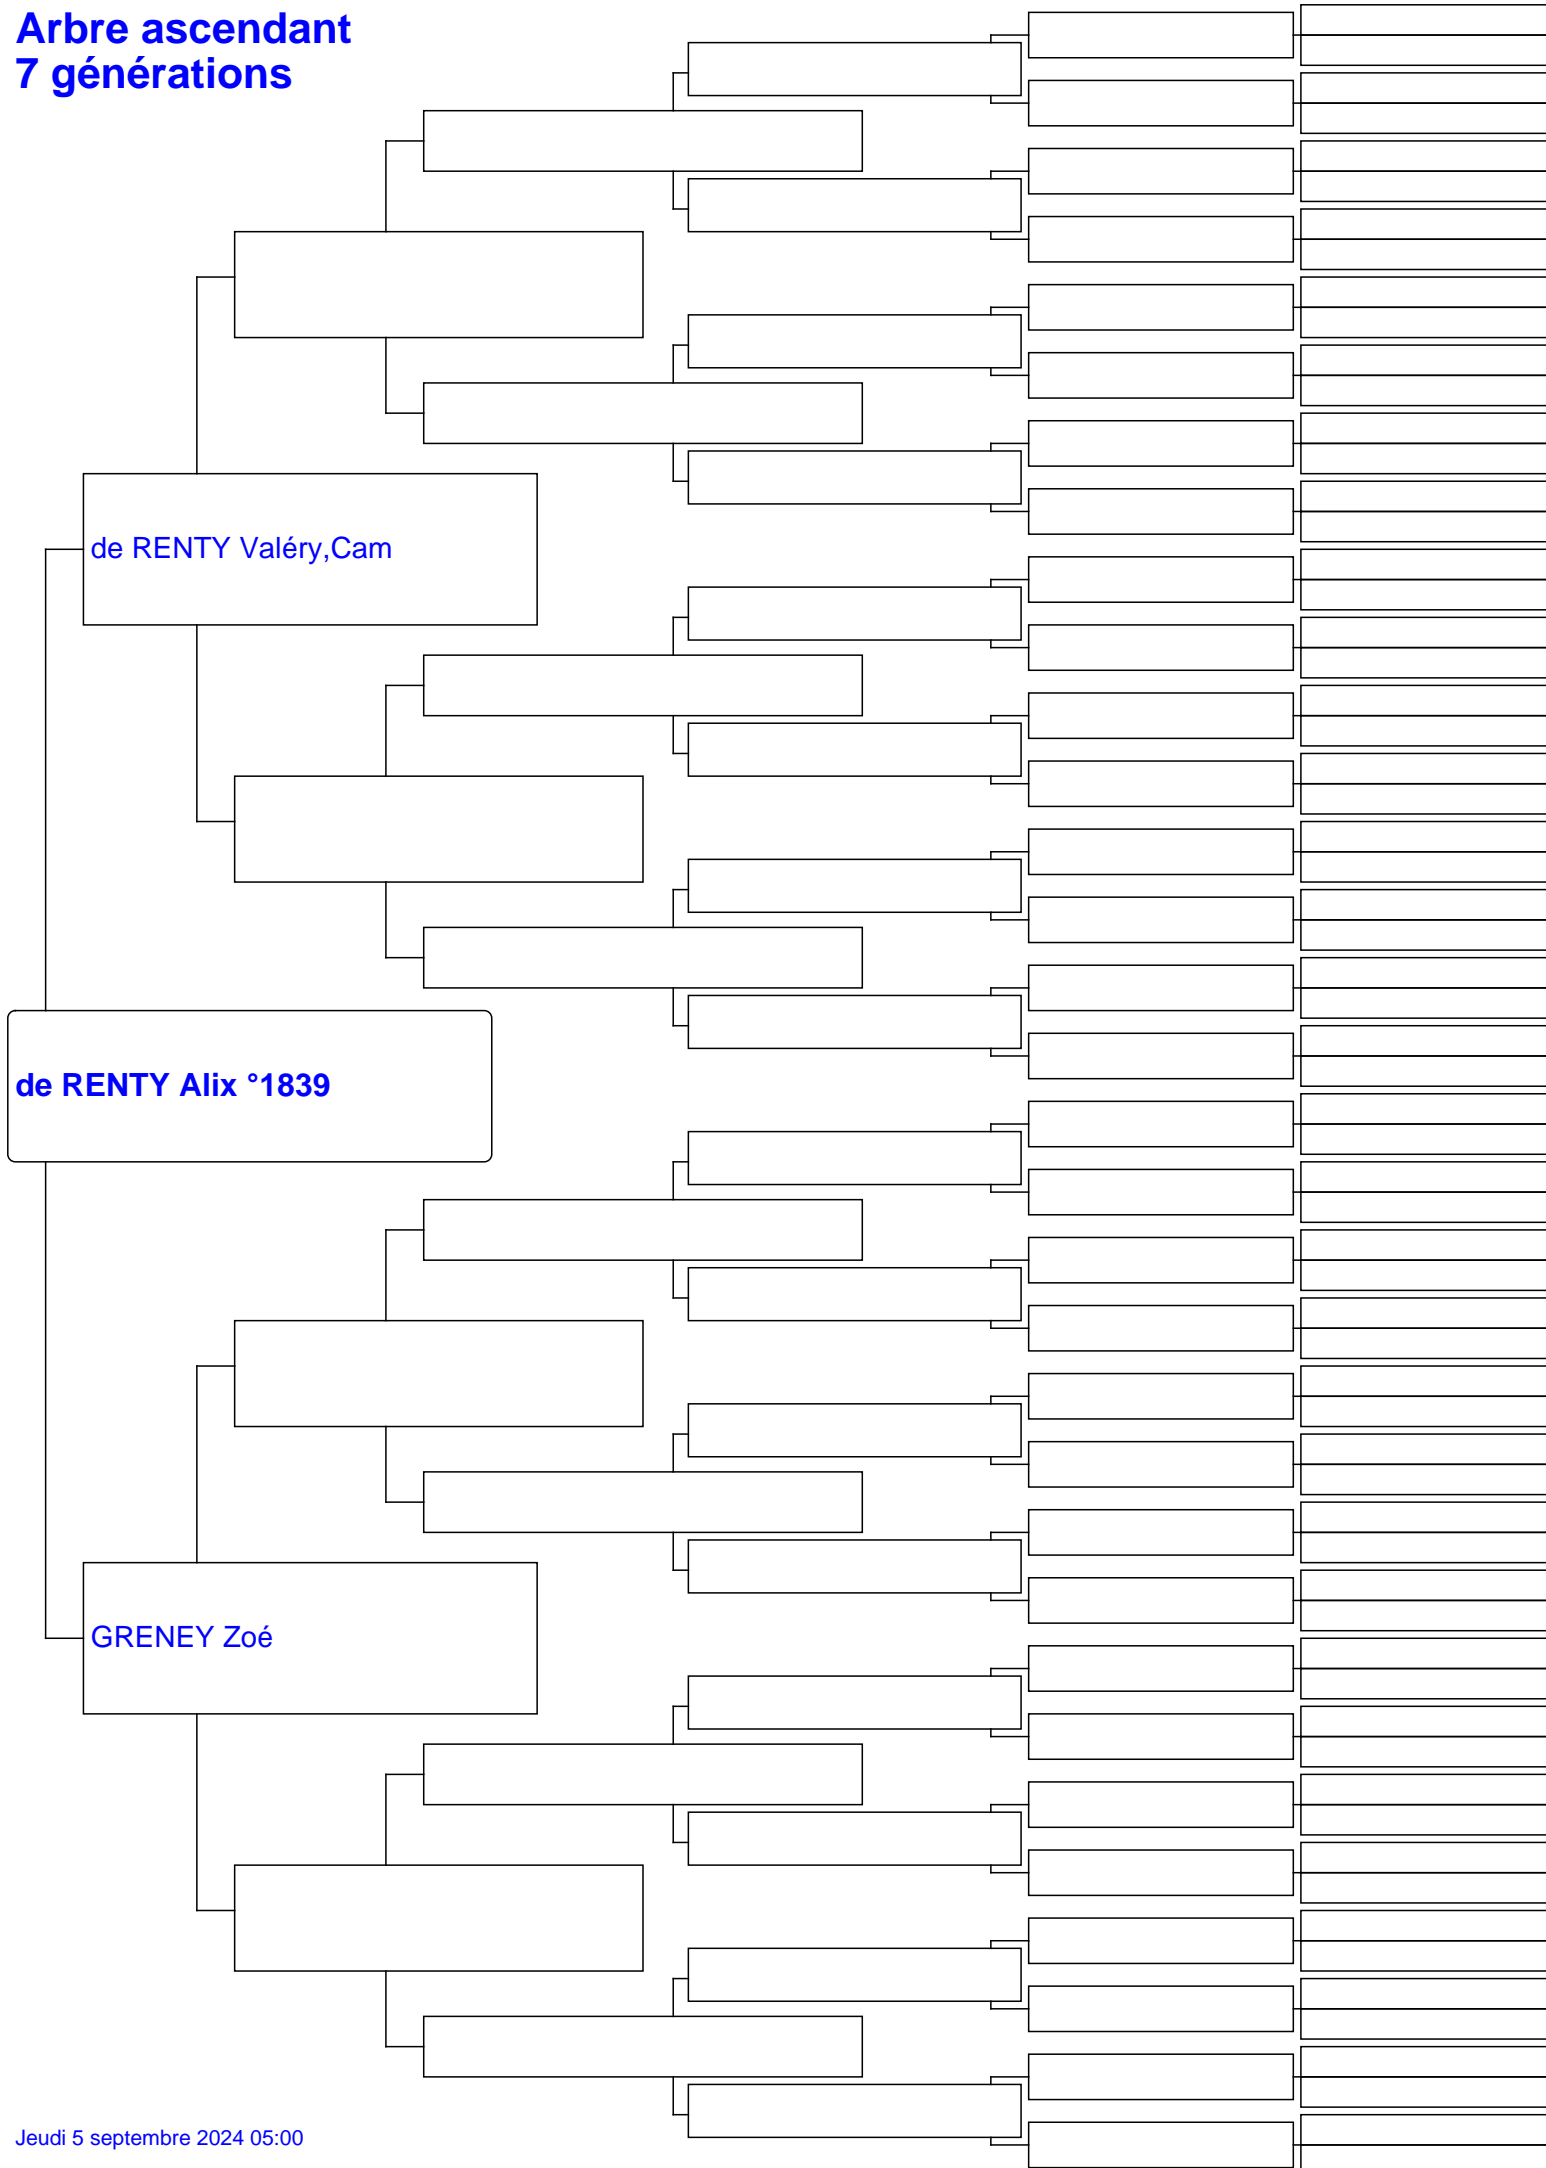 Arbre ascendant
7 générations
de RENTY Valéry,Cam
de RENTY Alix °1839
GRENEY Zoé
Jeudi 5 septembre 2024 05:00